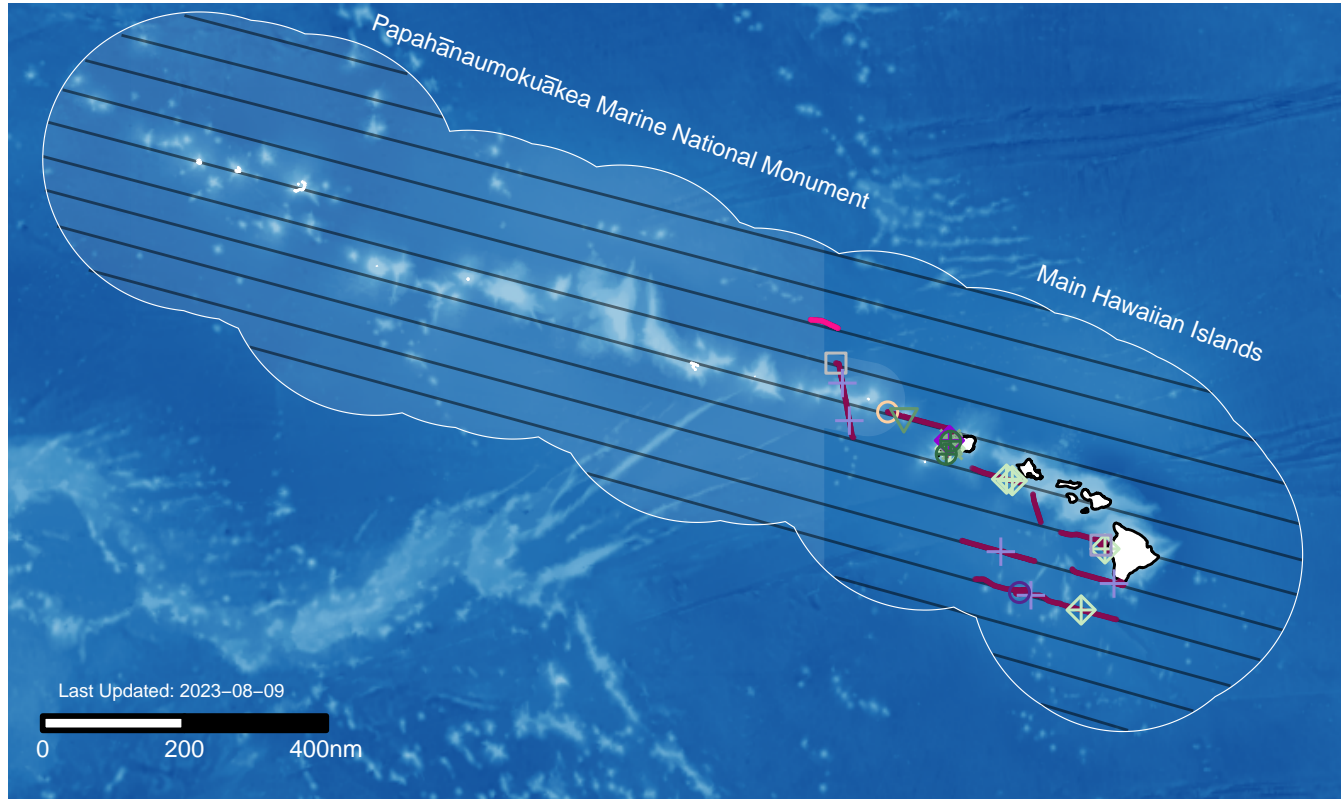 Papahānaumokuākea Marine National Monument
Main Hawaiian Islands
Last Updated: 2023−08−09
0 200 400nm